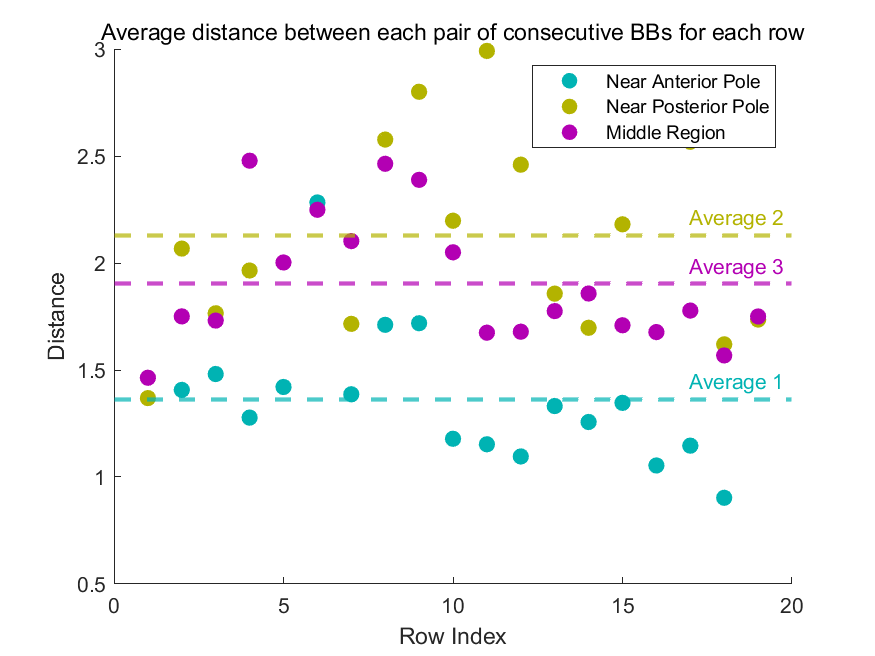 Average distance between each pair of consecutive BBs for each row
3
2.5
2
1.5
1
0.5
Distance
Near Anterior Pole
Near Posterior Pole
Middle Region
Average 2
Average 3
Average 1
0
5
10
15
20
Row Index